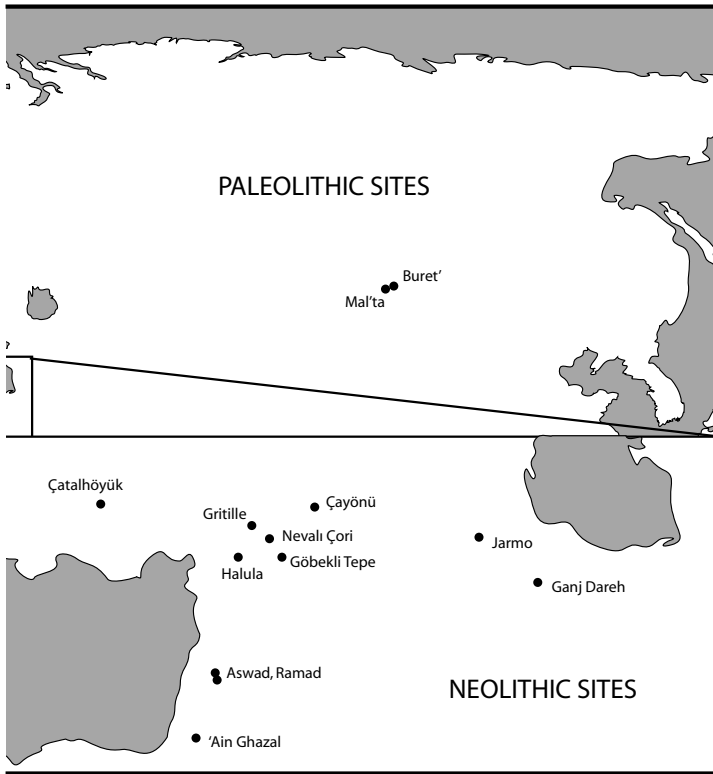 PALEOLITHIC SITES
Buret’
Mal’ta
Çatalhöyük
Çayönü
Gritille
Nevalı Çori
Jarmo
Halula
Göbekli Tepe
Ganj Dareh
Aswad, Ramad
NEOLITHIC SITES
‘Ain Ghazal